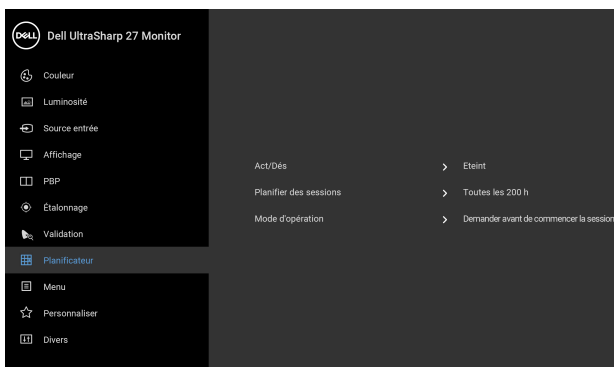 DELL Dell UltraSharp 27 Monitor
Couleur
Luminosité
Source entrée
Affichage
PBP
Étalonnage
Validation
Planificateur
Menu
Personnaliser
Divers
Act/Dés Eteint
Planifier des sessions Toutes les 200 h
Mode d'opération Demander avant de commencer la session